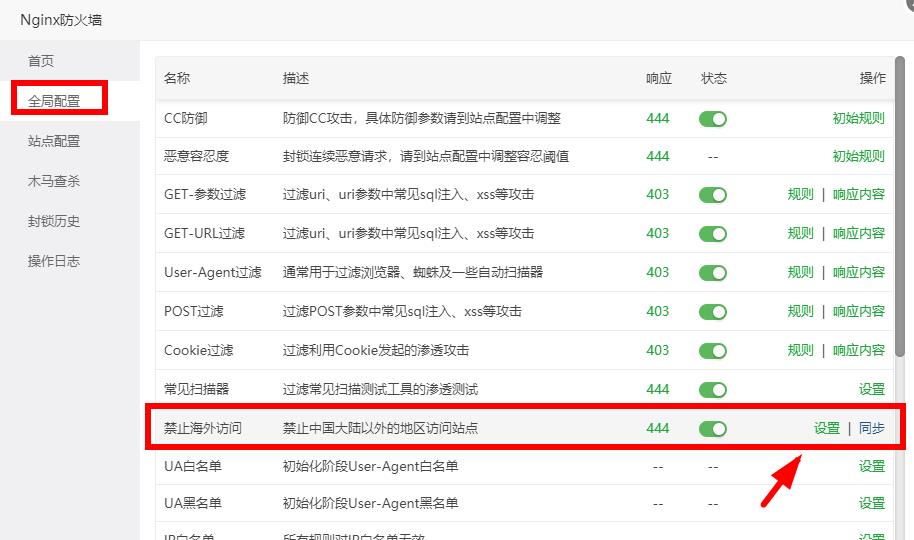 Nginx防火墙
首页
全局配置
站点配置
木马查杀
封锁历史
操作日志
名称 描述 响应 状态 操作
CC防御 防御CC攻击，具体防御参数请到站点配置中调整 444 初始规则
恶意容忍度 封锁连续恶意请求，请到站点配置中调整容忍阈值 444 -- 初始规则
GET-参数过滤 过滤uri、uri参数中常见sql注入、xss等攻击 403 规则 | 响应内容
GET-URL过滤 过滤uri、uri参数中常见sql注入、xss等攻击 403 规则 | 响应内容
User-Agent过滤 通常用于过滤浏览器、蜘蛛及一些自动扫描器 403 规则 | 响应内容
POST过滤 过滤POST参数中常见sql注入、xss等攻击 403 规则 | 响应内容
Cookie过滤 过滤利用Cookie发起的渗透攻击 403 规则 | 响应内容
常见扫描器 过滤常见扫描测试工具的渗透测试 444 设置
禁止海外访问 禁止中国大陆以外的地区访问站点 444 设置 | 同步
UA白名单 初始化阶段User-Agent白名单 -- -- 设置
UA黑名单 初始化阶段User-Agent黑名单 -- -- 设置
IP白名单 所有规则对IP白名单无效 -- -- 设置